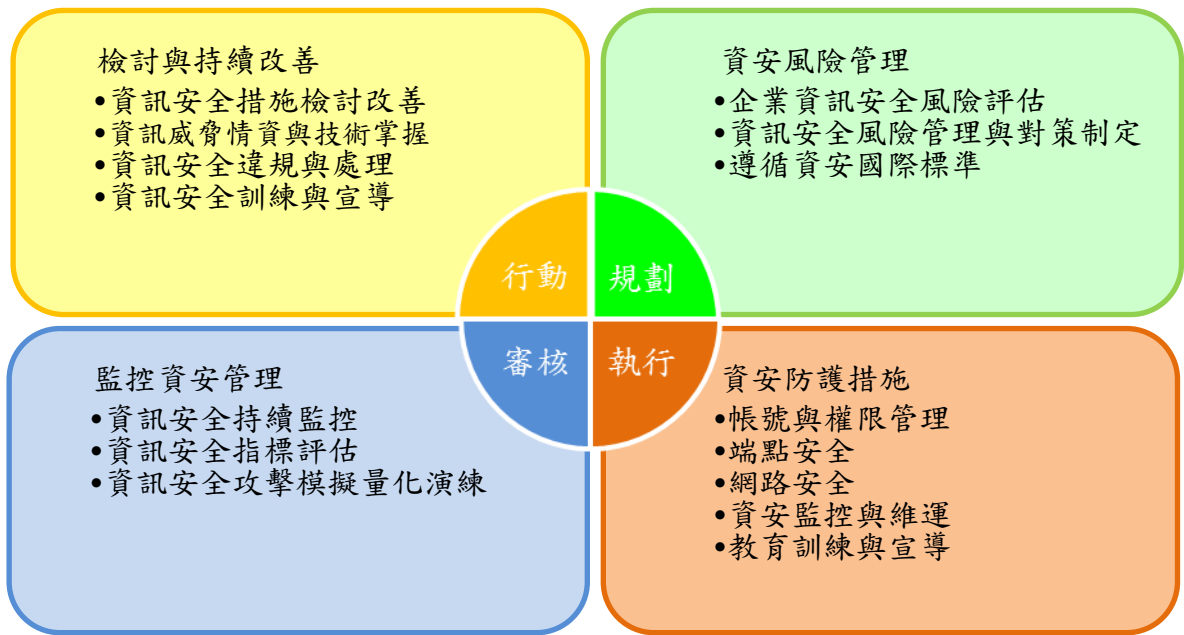 檢討與持續改善
•資訊安全措施檢討改善
•資訊威脅情資與技術掌握
•資訊安全違規與處理
•資訊安全訓練與宣導
資安風險管理
•企業資訊安全風險評估
•資訊安全風險管理與對策制定
•遵循資安國際標準
行動
規劃
審核
執行
監控資安管理
•資訊安全持續監控
•資訊安全指標評估
•資訊安全攻擊模擬量化演練
資安防護措施
•帳號與權限管理
•端點安全
•網路安全
•資安監控與維運
•教育訓練與宣導